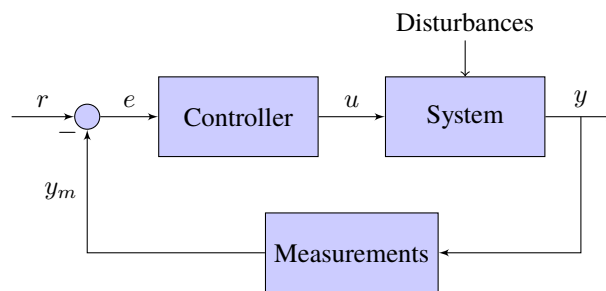 Disturbances
r
e
Controller
u
System
y
−
y_m
Measurements